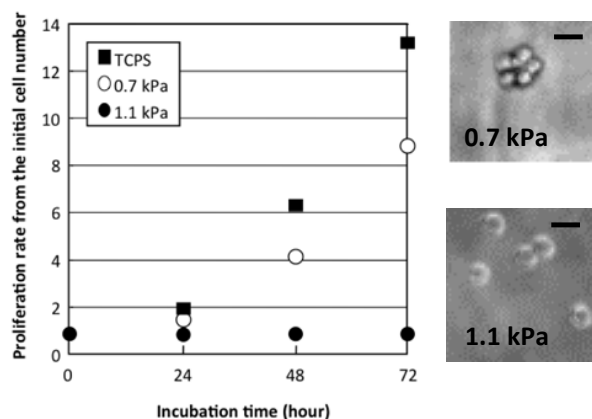 Proliferation rate from the initial cell number
14
12
10
8
6
4
2
0
TCPS
0.7 kPa
1.1 kPa
0 24 48 72
Incubation time (hour)
0.7 kPa
1.1 kPa